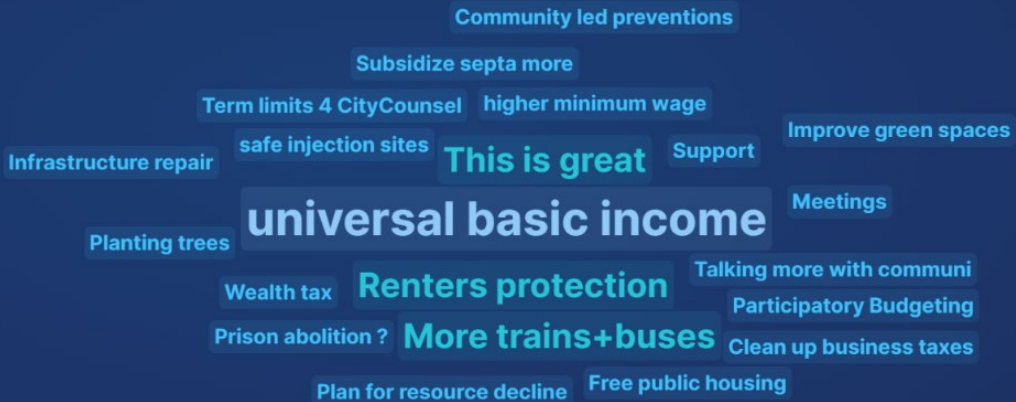 Community led preventions
Subsidize septa more
Term limits 4 CityCounsel
higher minimum wage
Improve green spaces
safe injection sites
Support
This is great
Infrastructure repair
Meetings
universal basic income
Planting trees
Talking more with communi
Renters protection
Wealth tax
Participatory Budgeting
Prison abolition ?
More trains+buses
Clean up business taxes
Free public housing
Plan for resource decline